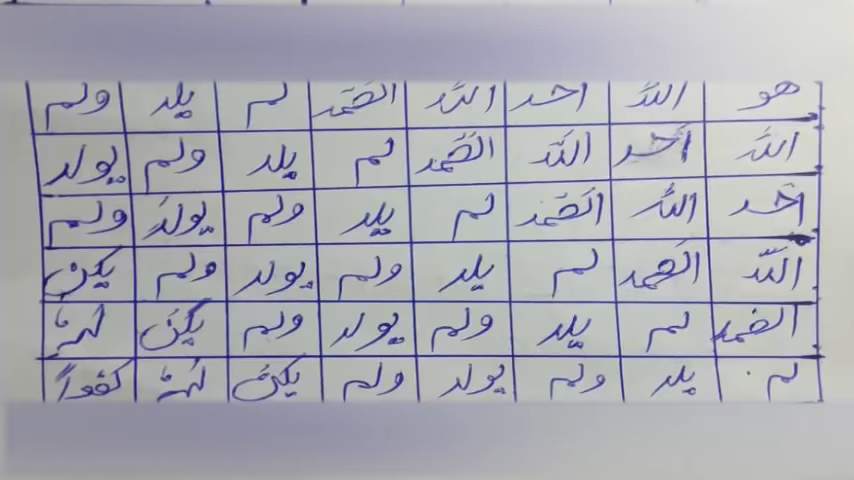 هو الله احد الله الصمد لم يلد ولم
الله احد الله الصمد لم يلد ولم يولد
احد الله الصمد لم يلد ولم يولد ولم
الله الصمد لم يلد ولم يولد ولم يكن
الصمد لم يلد ولم يولد ولم يكن لهٗ
لم يلد ولم يولد ولم يكن لهٗ كفواً